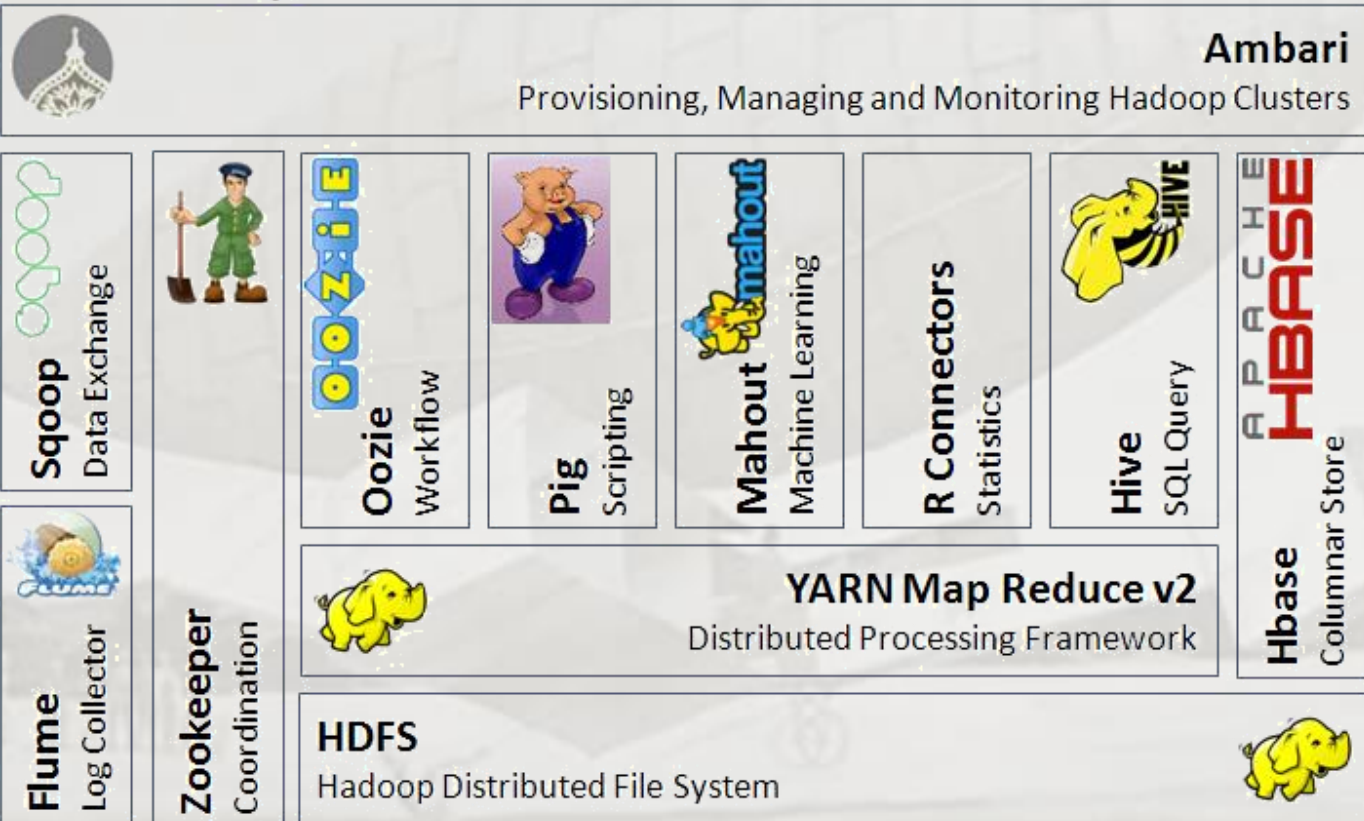 Ambari
Provisioning, Managing and Monitoring Hadoop Clusters
sqoop
Sqoop
Data Exchange
FLUME
Flume
Log Collector
Zookeeper
Coordination
OOZIE
Oozie
Workflow
Pig
Scripting
mahout
Mahout
Machine Learning
R Connectors
Statistics
HIVE
Hive
SQL Query
APACHE
HBASE
Hbase
Columnar Store
YARN Map Reduce v2
Distributed Processing Framework
HDFS
Hadoop Distributed File System